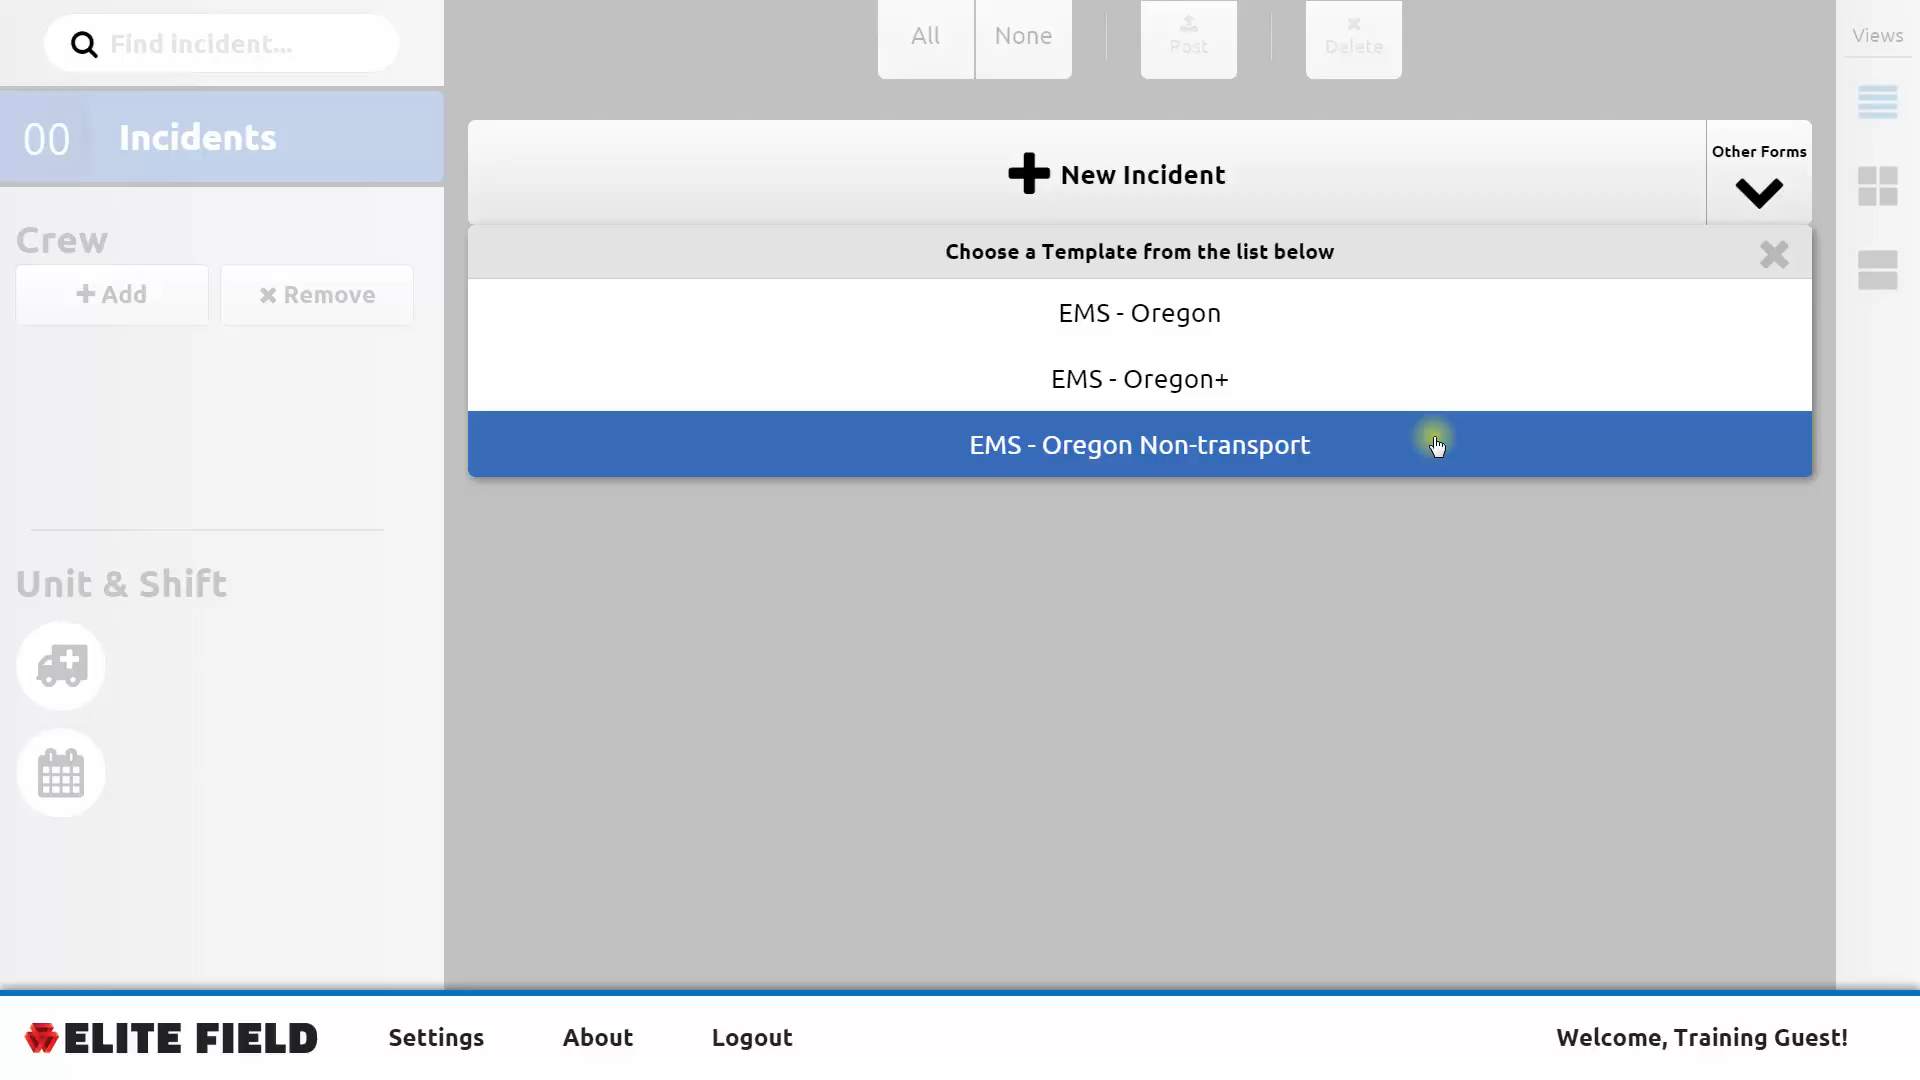 Find incident...
All
None
Post
Delete
Views
00
Incidents
New Incident
Other Forms
Choose a Template from the list below
EMS - Oregon
EMS - Oregon+
EMS - Oregon Non-transport
Crew
Add
Remove
Unit & Shift
ELITE FIELD
Settings
About
Logout
Welcome, Training Guest!